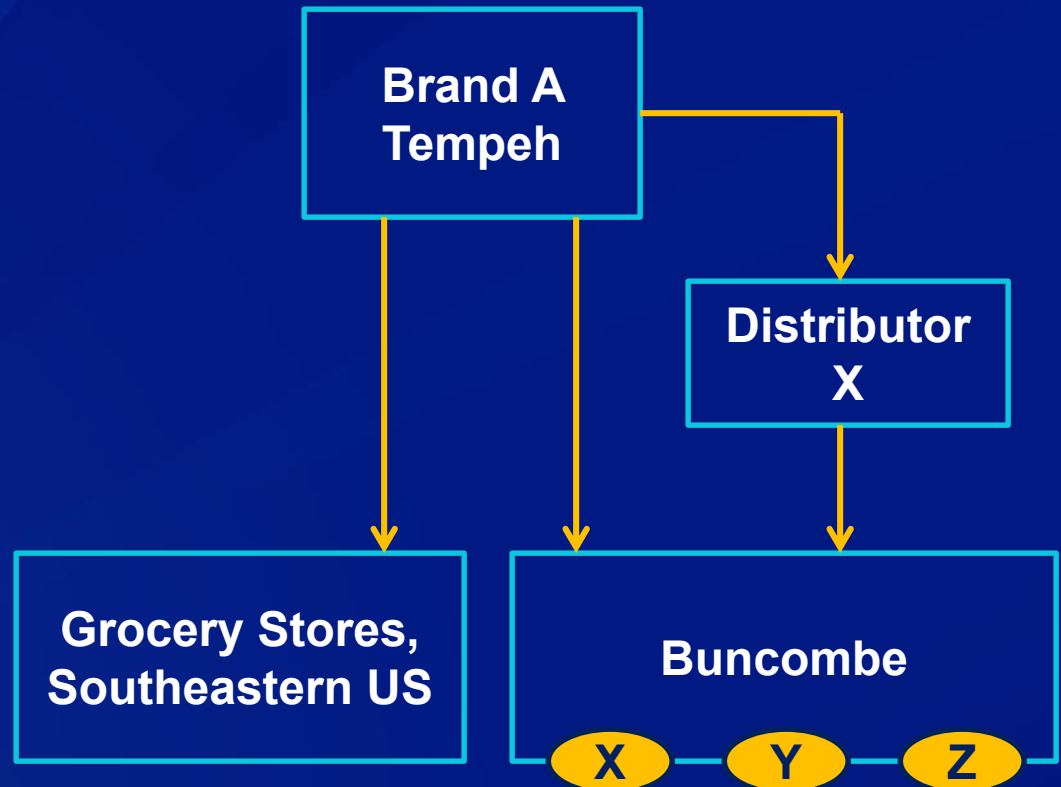 Brand A
Tempeh
Distributor
X
Grocery Stores,
Southeastern US
Buncombe
X
Y
Z